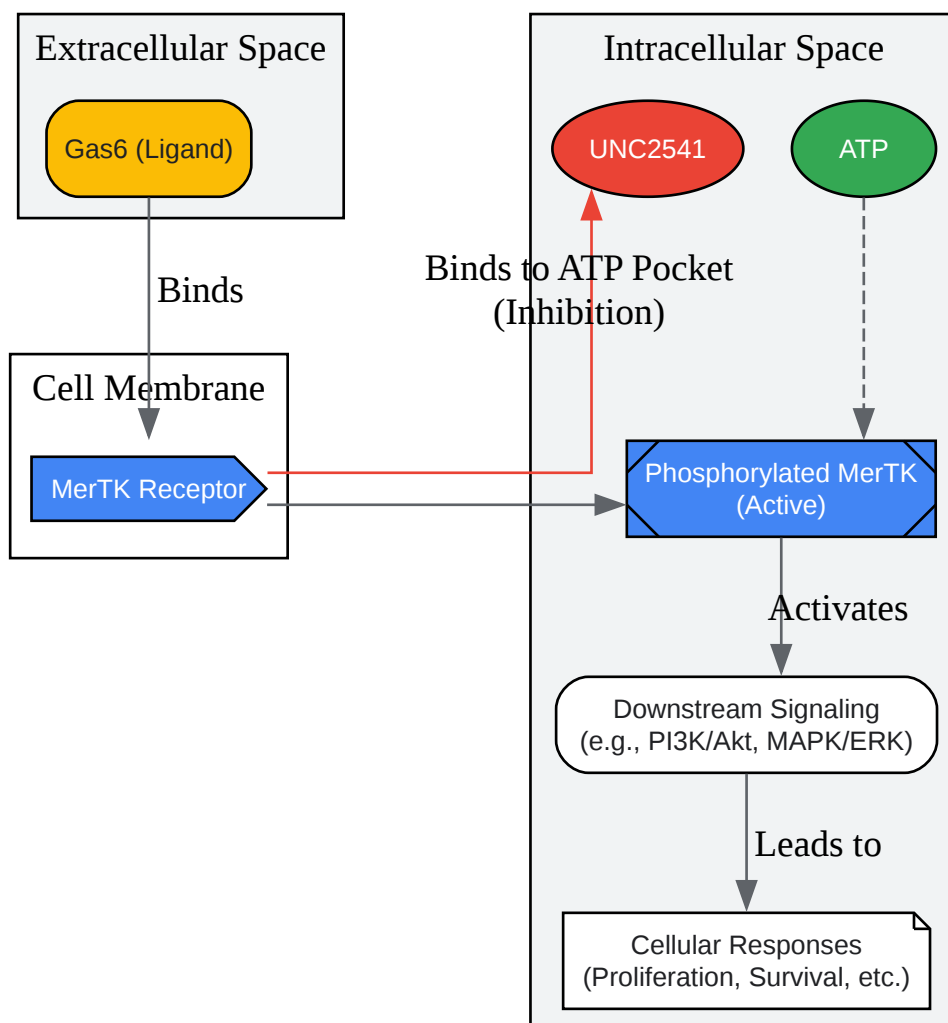 Extracellular Space
Gas6 (Ligand)
Binds
Cell Membrane
MerTK Receptor
Intracellular Space
UNC2541
ATP
Binds to ATP Pocket
(Inhibition)
Phosphorylated MerTK
(Active)
Activates
Downstream Signaling
(e.g., PI3K/Akt, MAPK/ERK)
Leads to
Cellular Responses
(Proliferation, Survival, etc.)